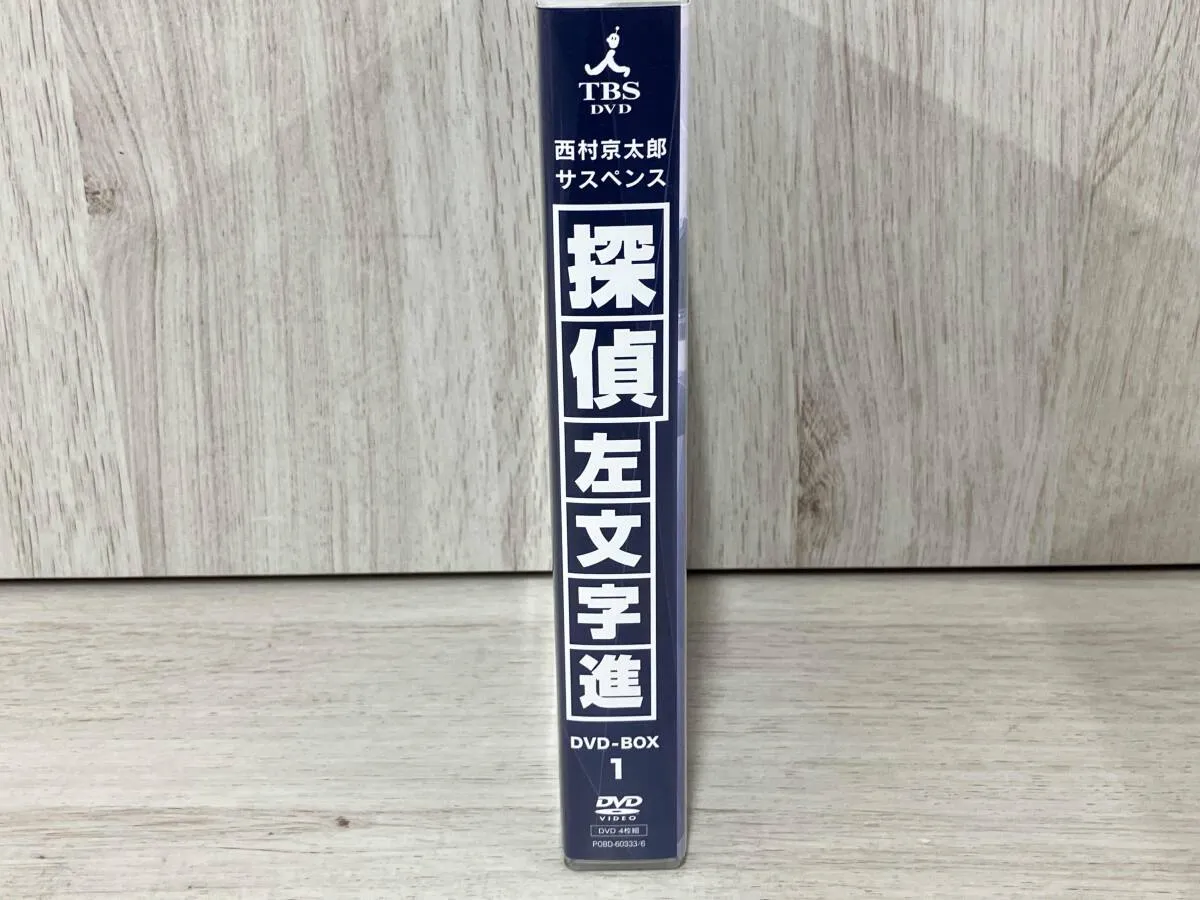 TBS
DVD
西村京太郎
サスペンス
探偵
左文字進
DVD-BOX
1
DVD
VIDEO
DVD 4枚組
POBD-60333/6